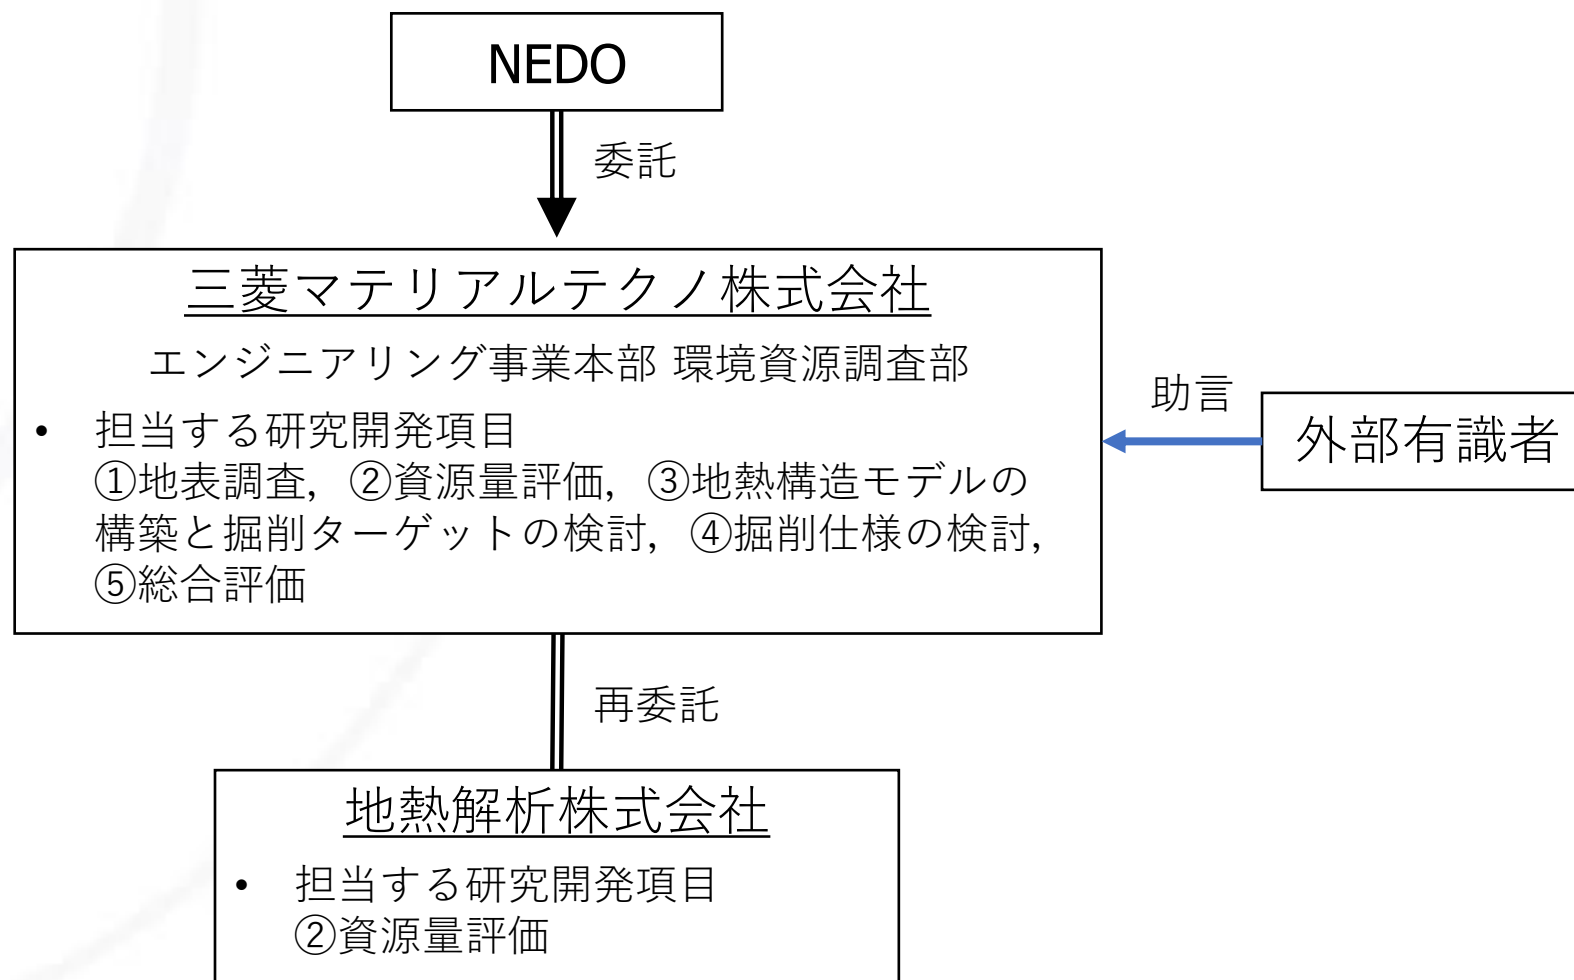 NEDO
委託
三菱マテリアルテクノ株式会社
エンジニアリング事業本部 環境資源調査部
• 担当する研究開発項目
①地表調査，②資源量評価，③地熱構造モデルの
構築と掘削ターゲットの検討，④掘削仕様の検討，
⑤総合評価
助言
外部有識者
再委託
地熱解析株式会社
• 担当する研究開発項目
②資源量評価